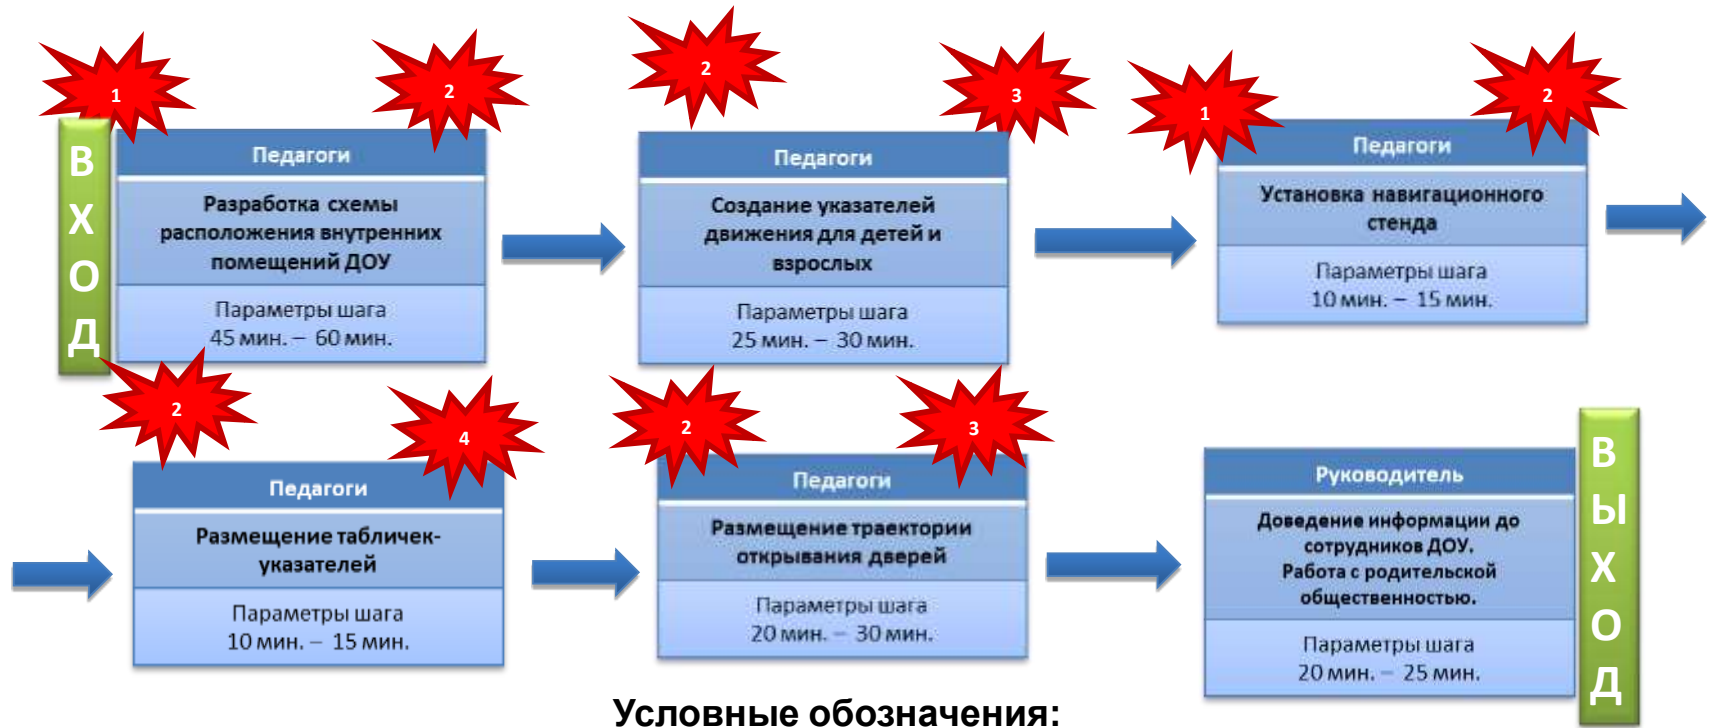 1
2
2
3
1
2
ВХОД
Педагоги
Разработка схемы
расположения внутренних
помещений ДОУ
Параметры шага
45 мин. – 60 мин.
Педагоги
Создание указателей
движения для детей и
взрослых
Параметры шага
25 мин. – 30 мин.
Педагоги
Установка навигационного
стенда
Параметры шага
10 мин. – 15 мин.
2
4
2
3
Педагоги
Размещение табличек-
указателей
Параметры шага
10 мин. – 15 мин.
Педагоги
Размещение траектории
открывания дверей
Параметры шага
20 мин. – 30 мин.
Руководитель
Доведение информации до
сотрудников ДОУ.
Работа с родительской
общественностью.
Параметры шага
20 мин. – 25 мин.
ВЫХОД
Условные обозначения: